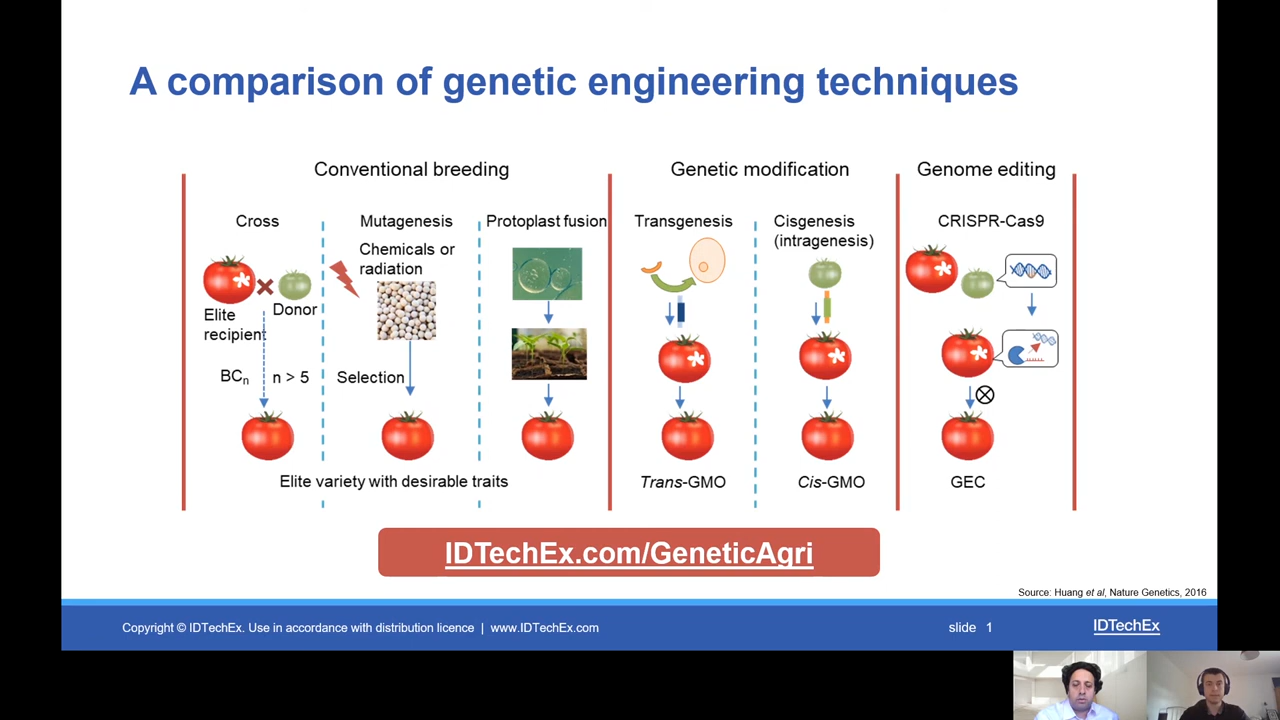 A comparison of genetic engineering techniques
Conventional breeding
Genetic modification
Genome editing
Cross
Mutagenesis
Protoplast fusion
Transgenesis
Cisgenesis
(intragenesis)
CRISPR-Cas9
Chemicals or
radiation
Elite
recipient
Donor
BCn
n > 5
Selection
Elite variety with desirable traits
Trans-GMO
Cis-GMO
GEC
IDTechEx.com/GeneticAgri
Source: Huang et al, Nature Genetics, 2016
Copyright © IDTechEx. Use in accordance with distribution licence | www.IDTechEx.com
slide 1
IDTechEx